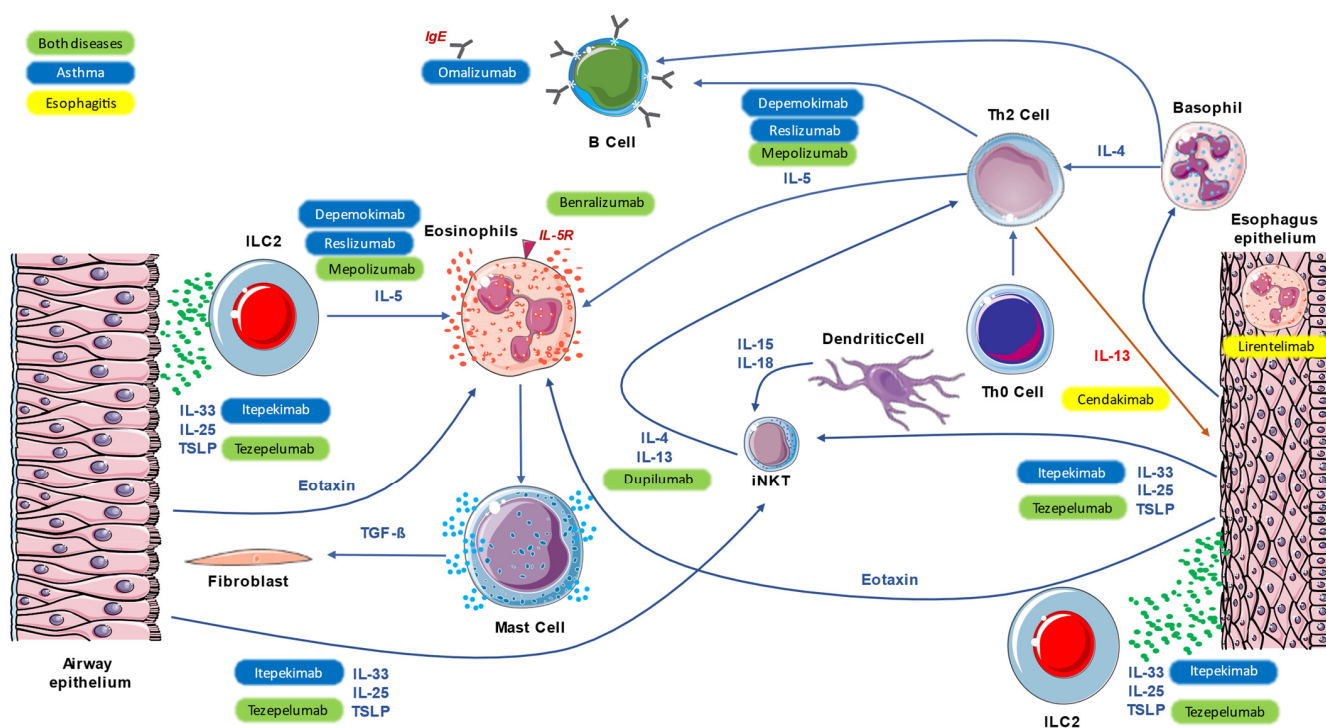 Both diseases
Asthma
Esophagitis
IgE
Omalizumab
B Cell
Depemokimab
Reslizumab
Mepolizumab
IL-5
Th2 Cell
IL-4
Basophil
Esophagus
epithelium
Lirentelimab
ILC2
Depemokimab
Reslizumab
Mepolizumab
IL-5
Eosinophils
IL-5R
Benralizumab
IL-15
IL-18
DendriticCell
Th0 Cell
IL-13
Cendakimab
IL-33
IL-25
TSLP
Itepekimab
Tezepelumab
Eotaxin
IL-4
IL-13
Dupilumab
iNKT
Itepekimab
Tezepelumab
IL-33
IL-25
TSLP
TGF-ß
Fibroblast
Mast Cell
Eotaxin
Airway
epithelium
Itepekimab
Tezepelumab
IL-33
IL-25
TSLP
ILC2
IL-33
IL-25
TSLP
Itepekimab
Tezepelumab